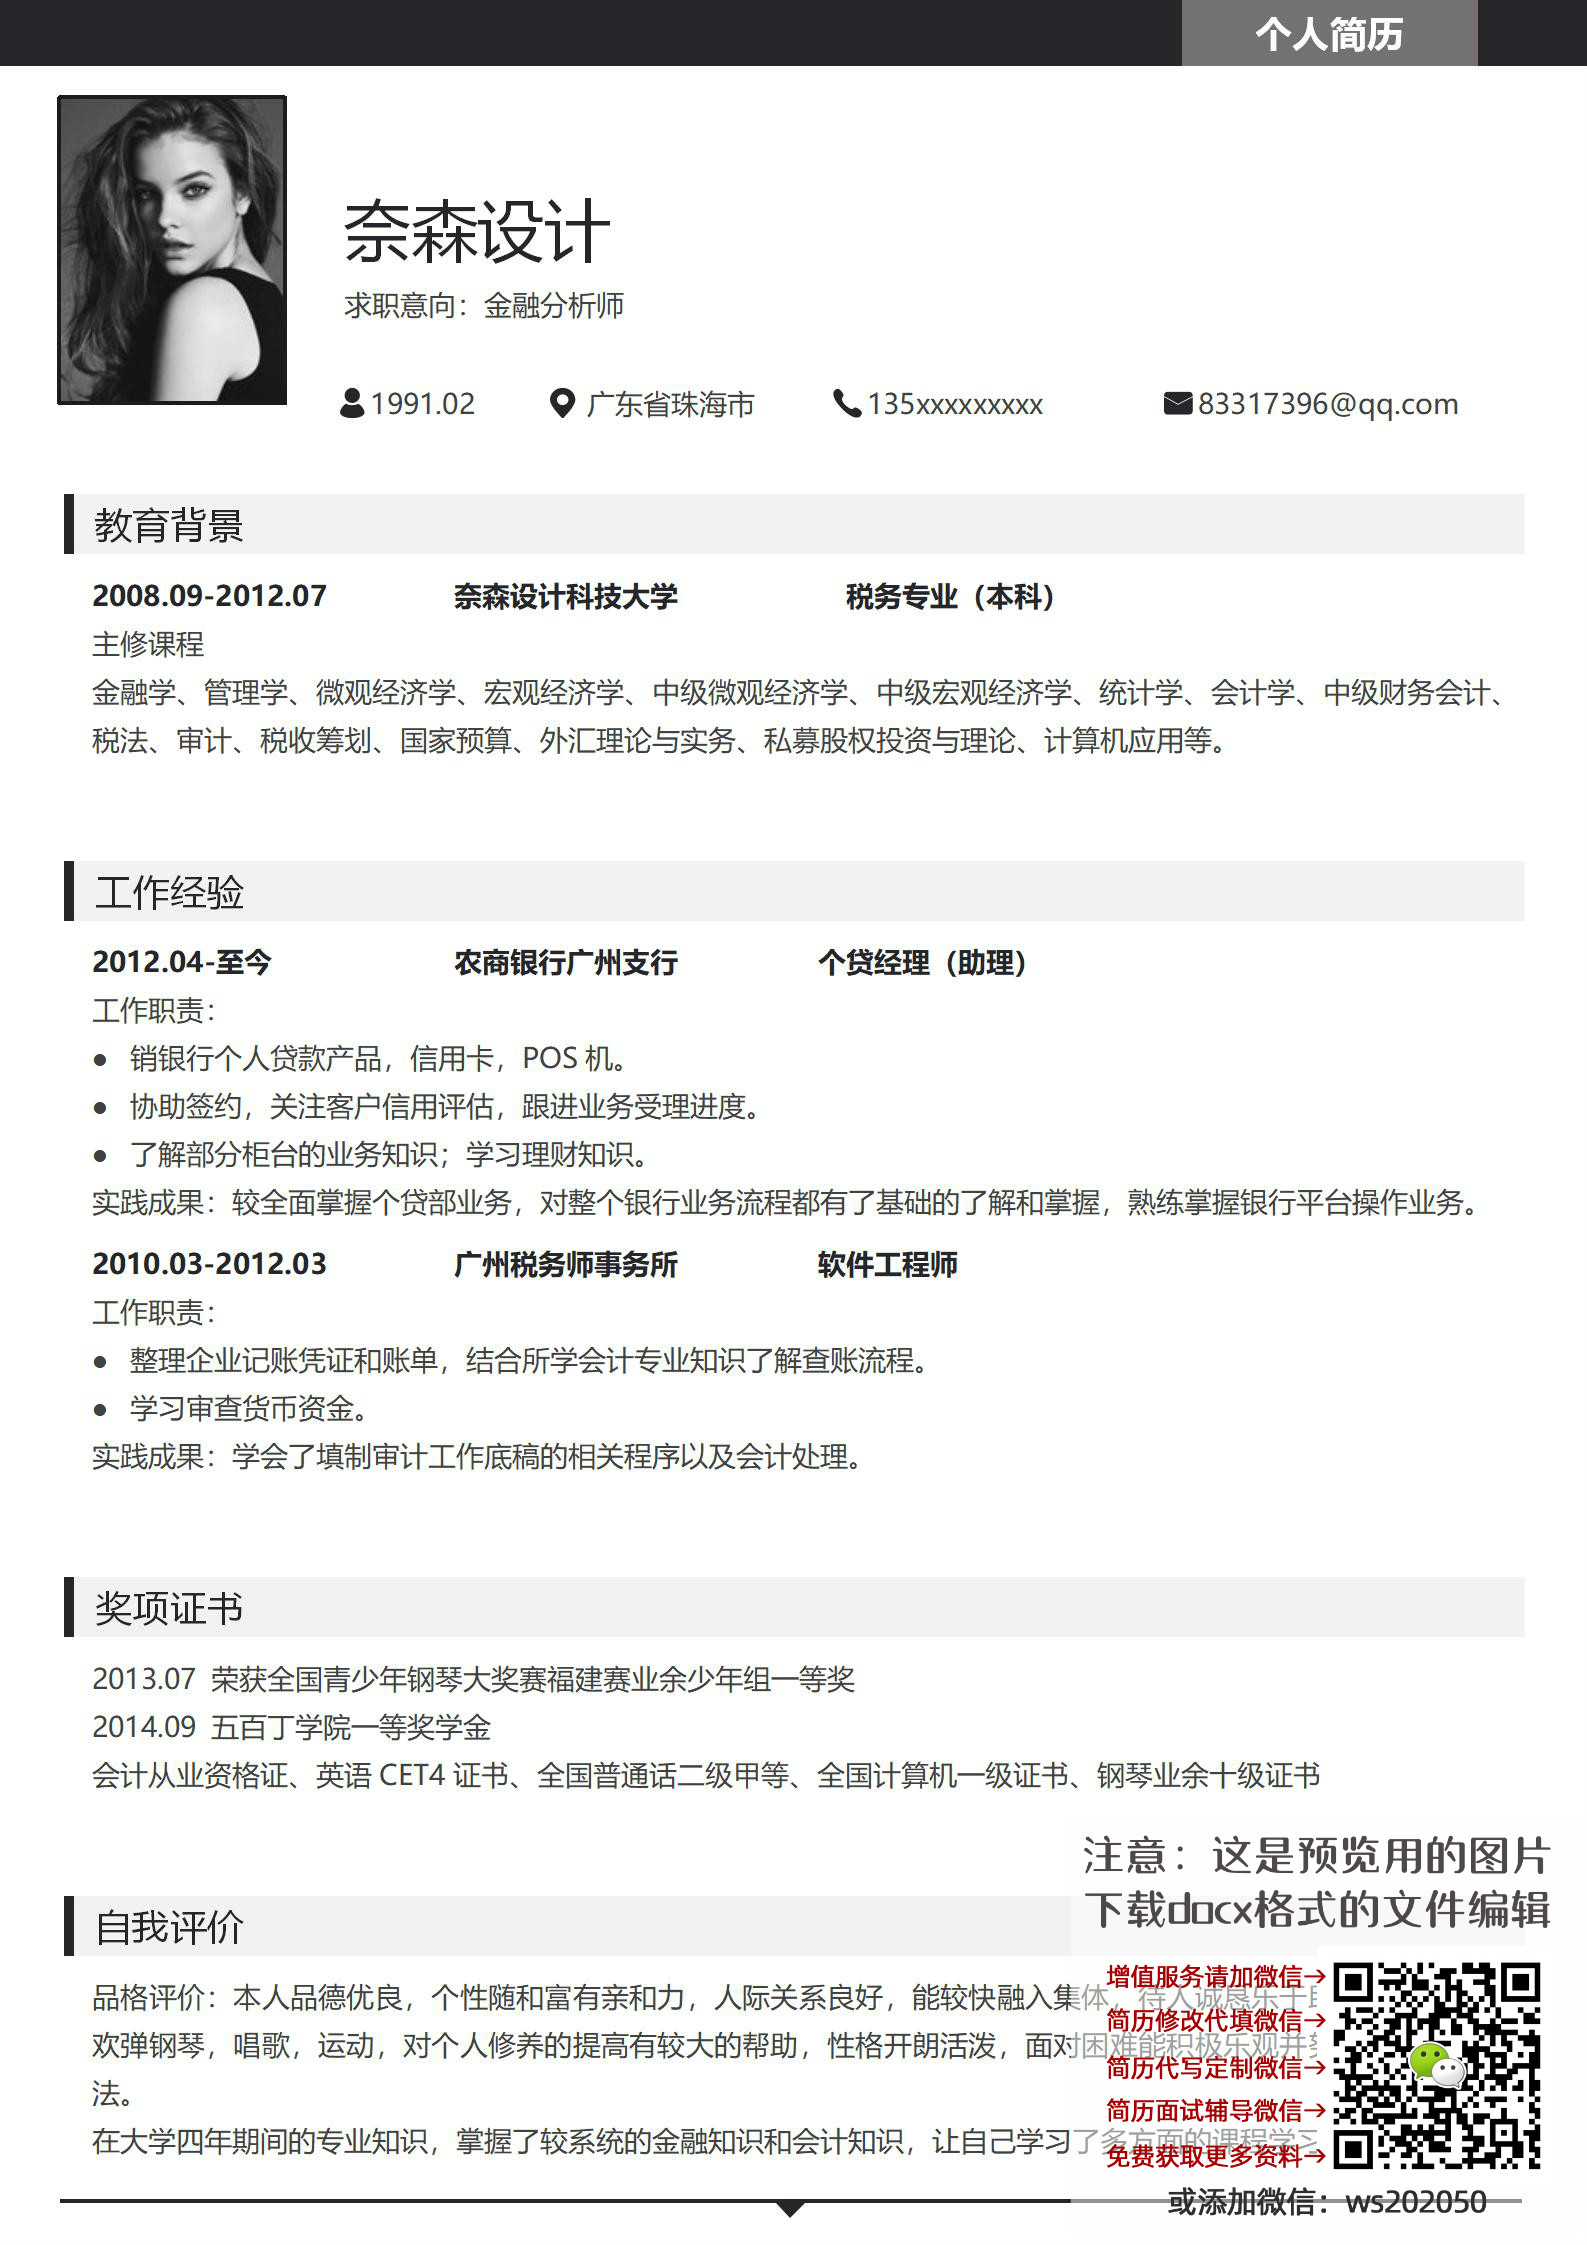 个人简历
奈森设计
求职意向：金融分析师
1991.02 广东省珠海市 135xxxxxxxxx 83317396@qq.com
教育背景
2008.09-2012.07 奈森设计科技大学 税务专业（本科）
主修课程
金融学、管理学、微观经济学、宏观经济学、中级微观经济学、中级宏观经济学、统计学、会计学、中级财务会计、
税法、审计、税收筹划、国家预算、外汇理论与实务、私募股权投资与理论、计算机应用等。
工作经验
2012.04-至今 农商银行广州支行 个贷经理（助理）
工作职责：
● 销银行个人贷款产品，信用卡，POS 机。
● 协助签约，关注客户信用评估，跟进业务受理进度。
● 了解部分柜台的业务知识；学习理财知识。
实践成果：较全面掌握个贷部业务，对整个银行业务流程都有了基础的了解和掌握，熟练掌握银行平台操作业务。
2010.03-2012.03 广州税务师事务所 软件工程师
工作职责：
● 整理企业记账凭证和账单，结合所学会计专业知识了解查账流程。
● 学习审查货币资金。
实践成果：学会了填制审计工作底稿的相关程序以及会计处理。
奖项证书
2013.07 荣获全国青少年钢琴大奖赛福建赛业余少年组一等奖
2014.09 五百丁学院一等奖学金
会计从业资格证、英语 CET4 证书、全国普通话二级甲等、全国计算机一级证书、钢琴业余十级证书
注意：这是预览用的图片
下载docx格式的文件编辑
自我评价
品格评价：本人品德优良，个性随和富有亲和力，人际关系良好，能较快融入集体，待人诚恳乐于
欢弹钢琴，唱歌，运动，对个人修养的提高有较大的帮助，性格开朗活泼，面对困难能积极乐观并
法。
在大学四年期间的专业知识，掌握了较系统的金融知识和会计知识，让自己学习了多方面的课程学习
增值服务请加微信→
简历修改代填微信→
简历代写定制微信→
简历面试辅导微信→
免费获取更多资料→
或添加微信：ws202050